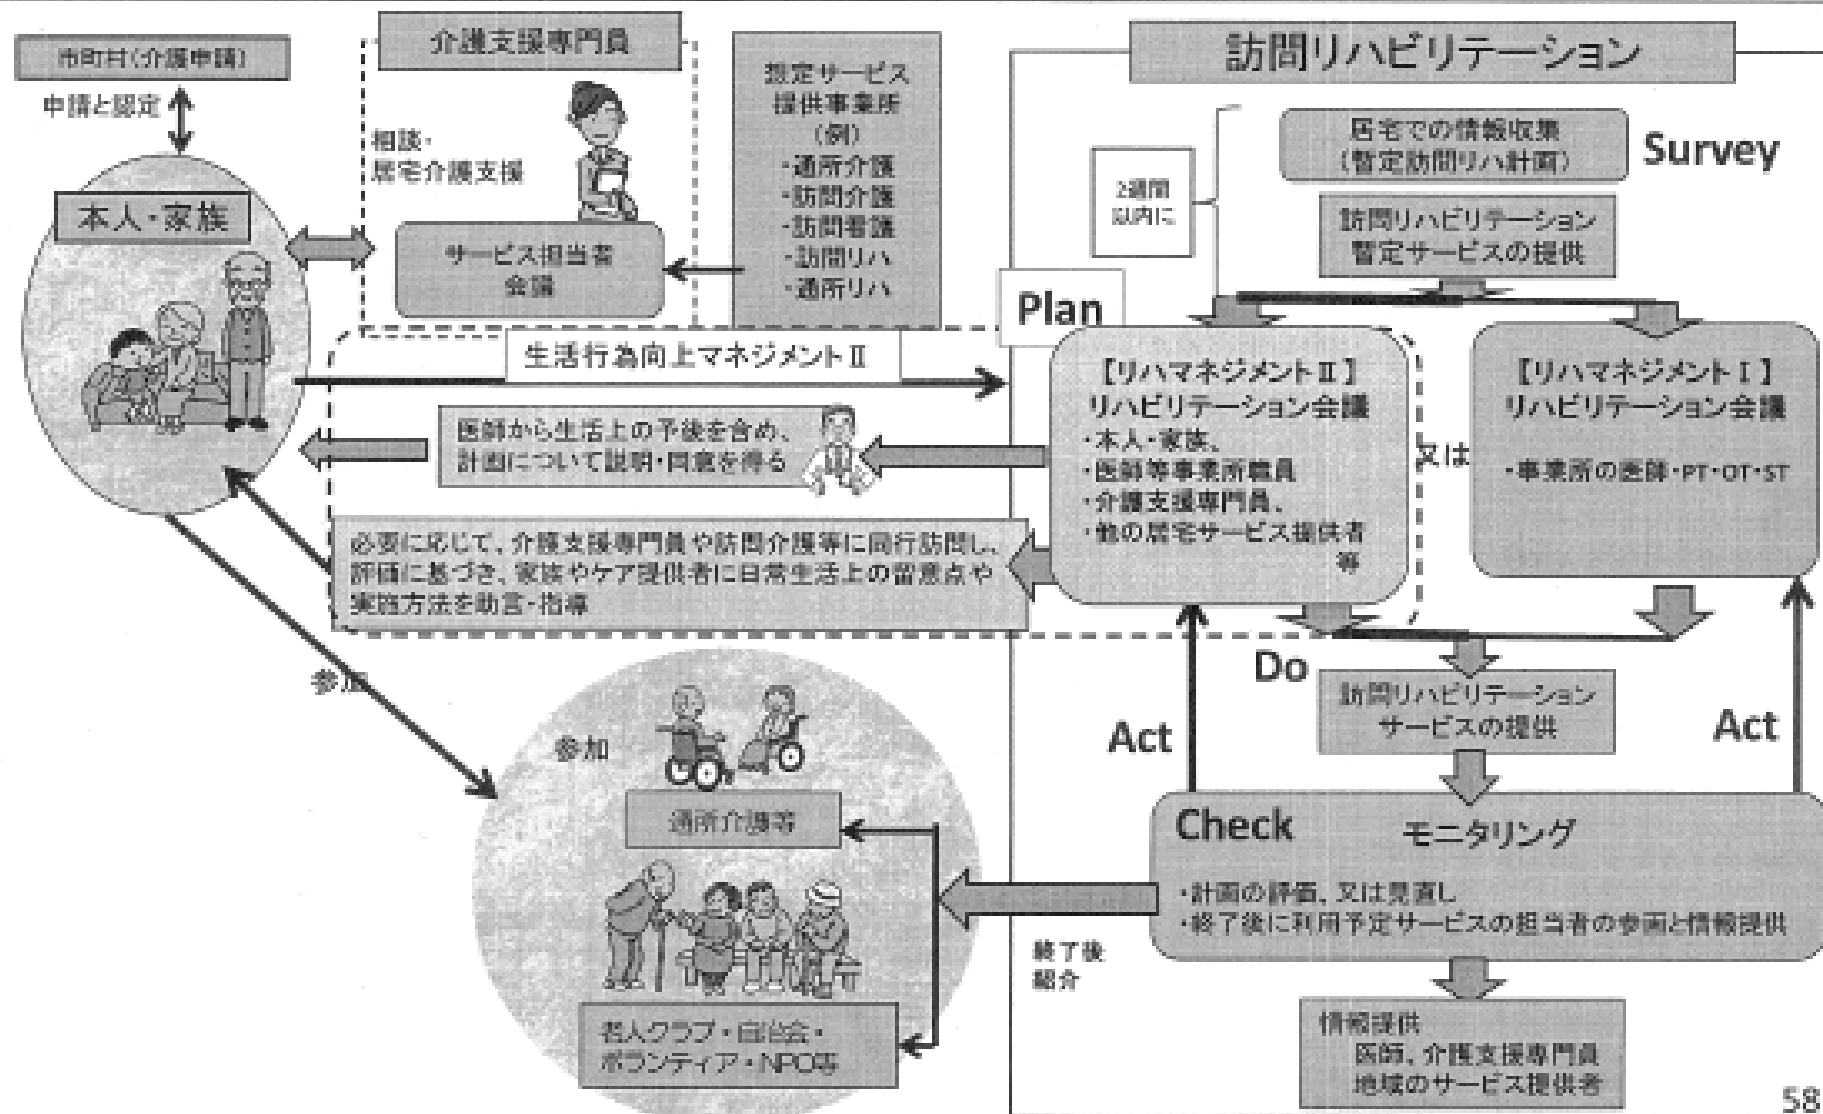 市町村(介護申請)
申請と認定
本人・家族
介護支援専門員
相談・
居宅介護支援
サービス担当者
会議
想定サービス
提供事業所
(例)
・通所介護
・訪問介護
・訪問看護
・訪問リハ
・通所リハ
訪問リハビリテーション
2週間
以内に
居宅での情報収集
(暫定訪問リハ計画)
Survey
訪問リハビリテーション
暫定サービスの提供
Plan
生活行為向上マネジメントⅡ
医師から生活上の予後を含め、
計画について説明・同意を得る
必要に応じて、介護支援専門員や訪問介護等に同行訪問し、
評価に基づき、家族やケア提供者に日常生活上の留意点や
実施方法を助言・指導
【リハマネジメントⅡ】
リハビリテーション会議
・本人・家族、
・医師等事業所職員
・介護支援専門員、
・他の居宅サービス提供者
等
又は
【リハマネジメントⅠ】
リハビリテーション会議
・事業所の医師・PT・OT・ST
Do
訪問リハビリテーション
サービスの提供
Act
Act
Check
モニタリング
・計画の評価、又は見直し
・終了後に利用予定サービスの担当者の参画と情報提供
終了後
紹介
情報提供
医師、介護支援専門員
地域のサービス提供者
参加
参加
通所介護等
老人クラブ・自治会・
ボランティア・NPO等
58